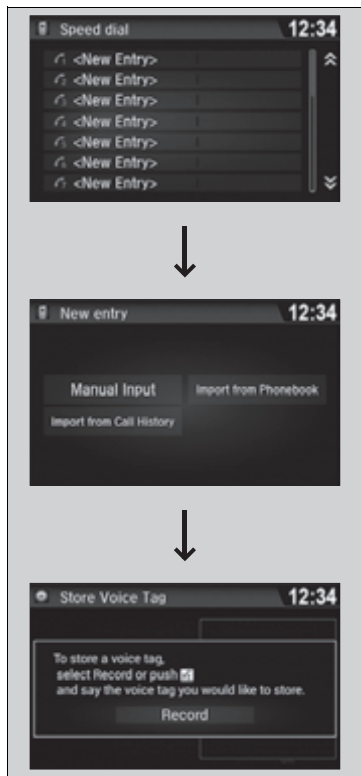 Speed dial 12:34
<New Entry>
<New Entry>
<New Entry>
<New Entry>
<New Entry>
<New Entry>
<New Entry>
New entry 12:34
Manual Input Import from Phonebook
Import from Call History
Store Voice Tag 12:34
To store a voice tag,
select Record or push
and say the voice tag you would like to store.
Record